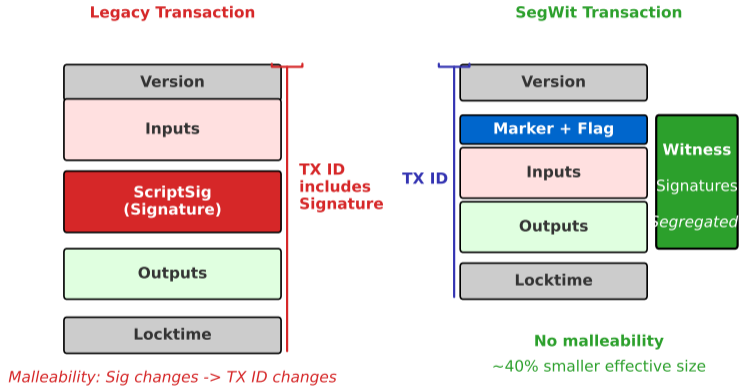 Legacy Transaction
Version
Inputs
ScriptSig
(Signature)
Outputs
Locktime
TX ID
includes
Signature
Malleability: Sig changes -> TX ID changes
SegWit Transaction
TX ID
Version
Marker + Flag
Inputs
Outputs
Locktime
Witness
Signatures
Segregated
No malleability
~40% smaller effective size